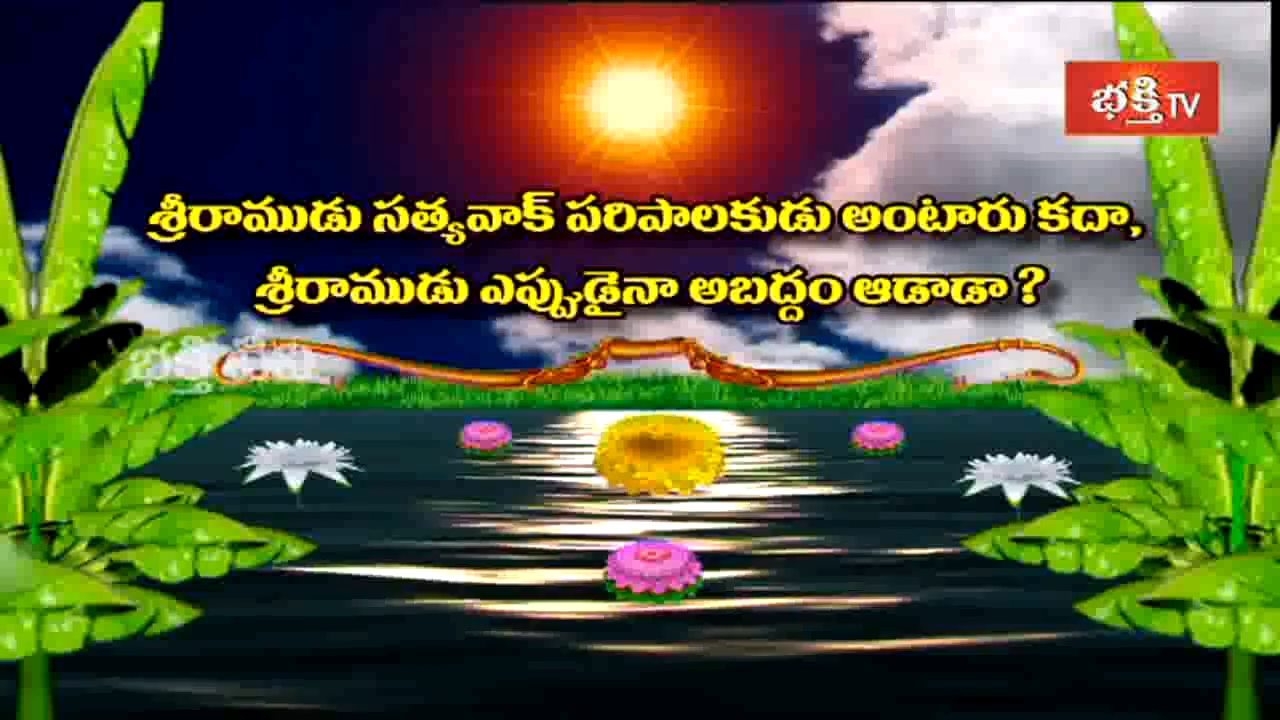 భక్తి TV
శ్రీరాముడు సత్యవాక్ పరిపాలకుడు అంటారు కదా,
శ్రీరాముడు ఎప్పుడైనా అబద్దం ఆడాడా ?